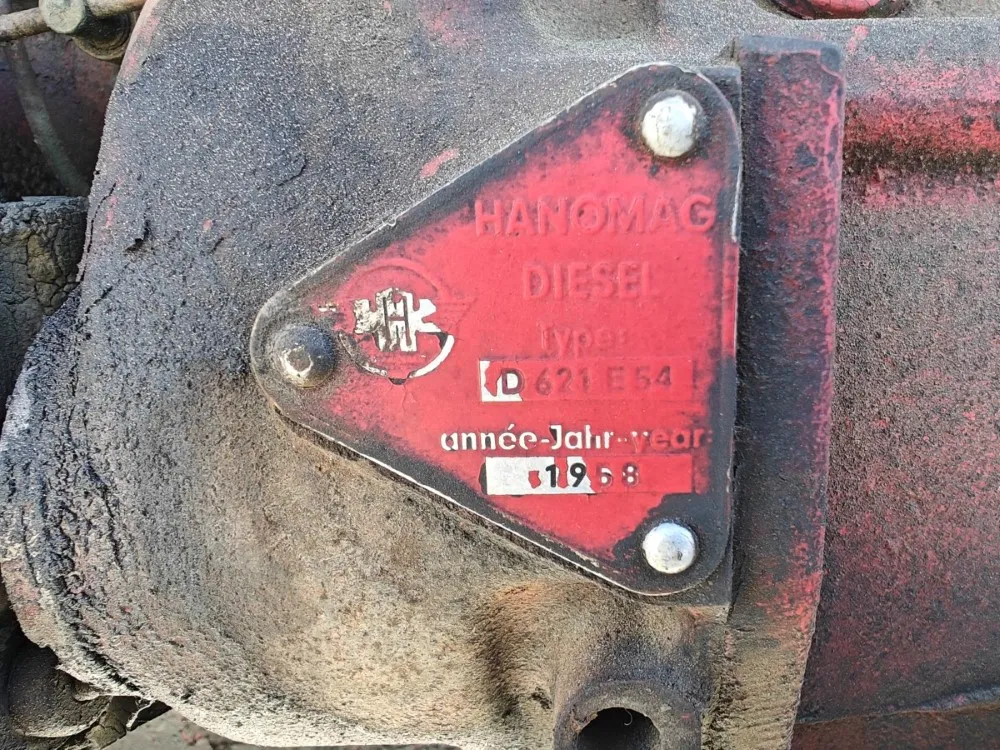 HANOMAG
DIESEL
type:
D 621 E 54
année-Jahr-year:
1958